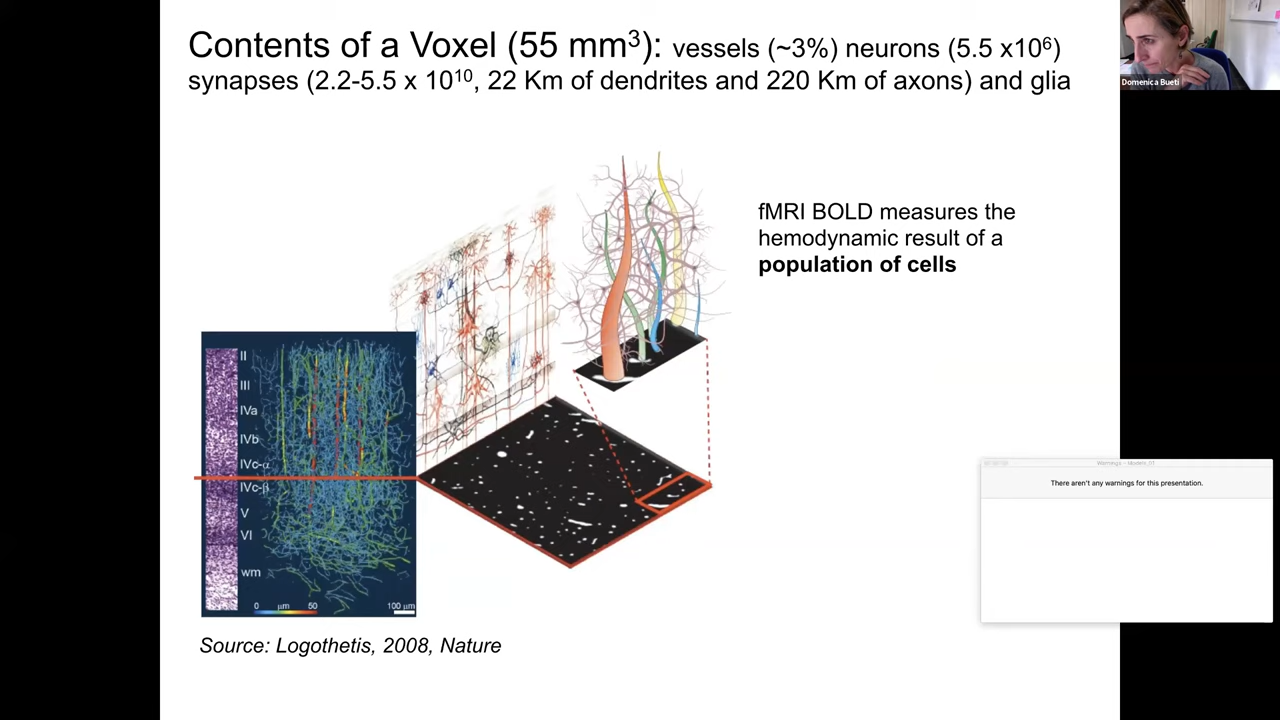 Contents of a Voxel (55 mm³): vessels (~3%) neurons (5.5 x10⁶)
synapses (2.2-5.5 x 10¹⁰, 22 Km of dendrites and 220 Km of axons) and glia
Domenica Bueti
fMRI BOLD measures the
hemodynamic result of a
population of cells
II
III
IVa
IVb
IVc-α
IVc-β
V
VI
wm
0 μm 50 100 μm
There aren't any warnings for this presentation.
Source: Logothetis, 2008, Nature